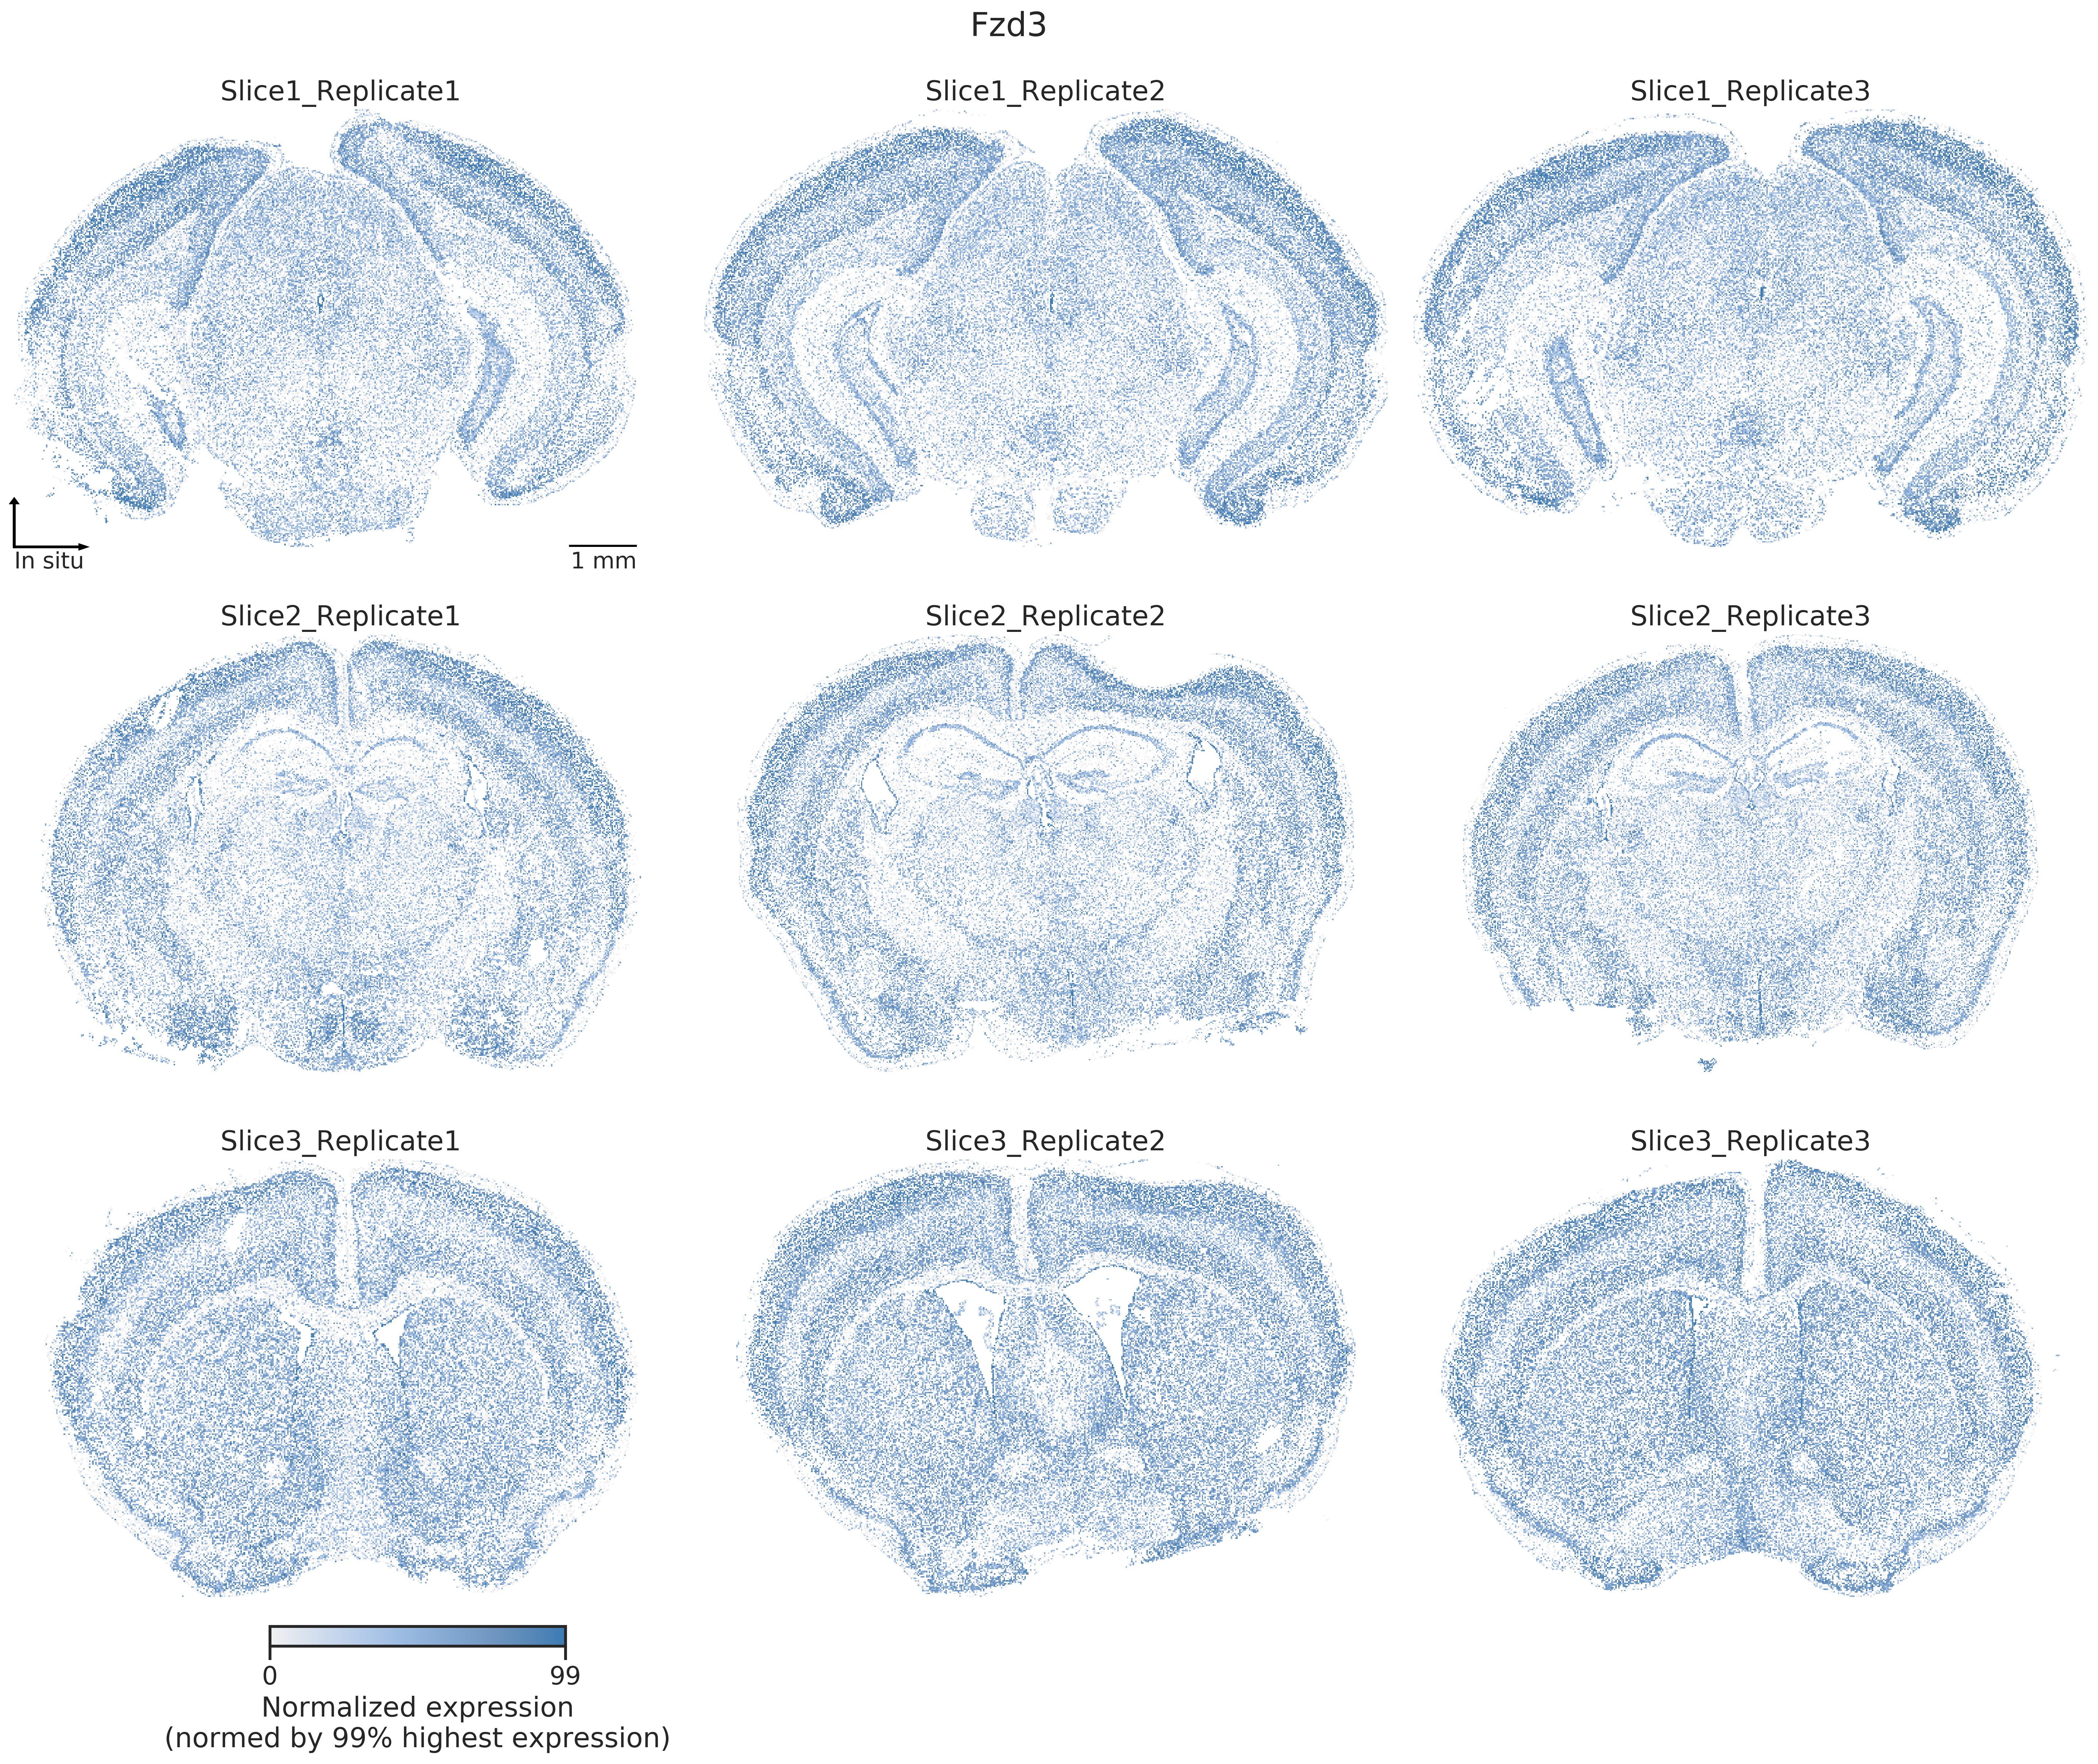 Fzd3
Slice1_Replicate1
Slice1_Replicate2
Slice1_Replicate3
In situ
1 mm
Slice2_Replicate1
Slice2_Replicate2
Slice2_Replicate3
Slice3_Replicate1
Slice3_Replicate2
Slice3_Replicate3
0
99
Normalized expression
(normed by 99% highest expression)